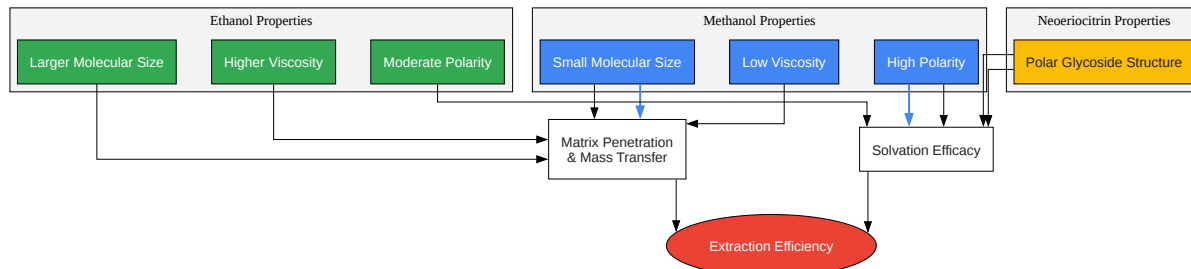 Ethanol Properties
Methanol Properties
Neoeriocitrin Properties
Larger Molecular Size
Higher Viscosity
Moderate Polarity
Small Molecular Size
Low Viscosity
High Polarity
Polar Glycoside Structure
Matrix Penetration
& Mass Transfer
Solvation Efficacy
Extraction Efficiency